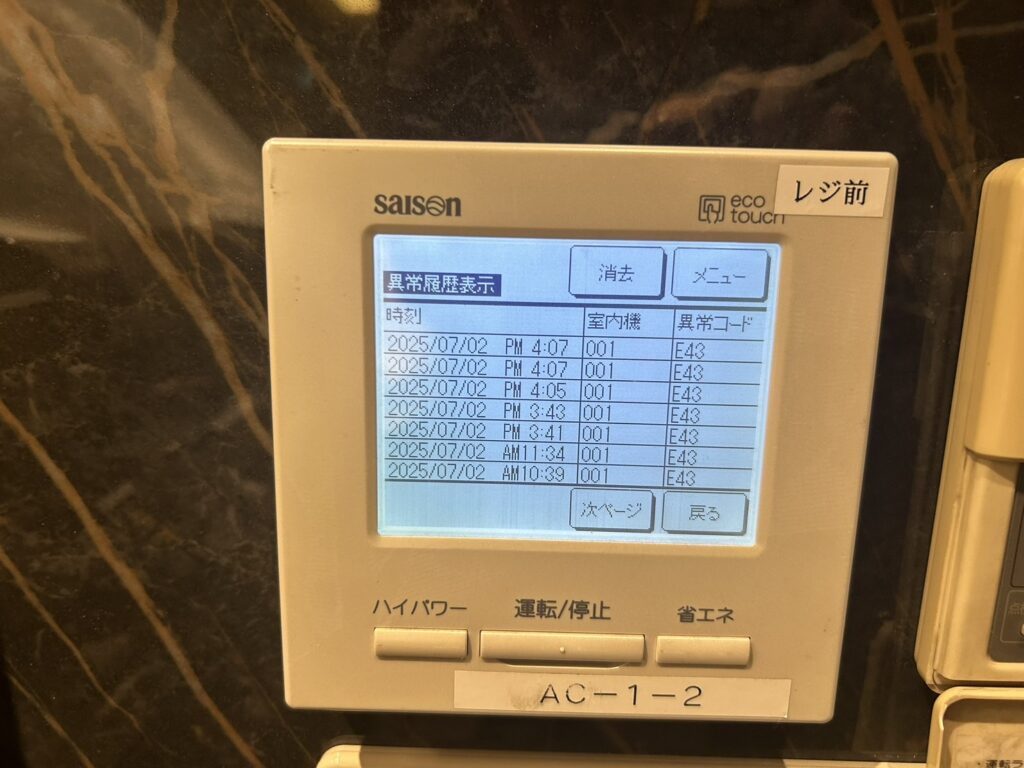 saison
eco
touch
レジ前
消去
メニュー
異常履歴表示
時刻 室内機 異常コード
2025/07/02 PM 4:07 001 E43
2025/07/02 PM 4:07 001 E43
2025/07/02 PM 4:05 001 E43
2025/07/02 PM 3:43 001 E43
2025/07/02 PM 3:41 001 E43
2025/07/02 AM11:34 001 E43
2025/07/02 AM10:39 001 E43
次ページ 戻る
ハイパワー 運転/停止 省エネ
AC-1-2